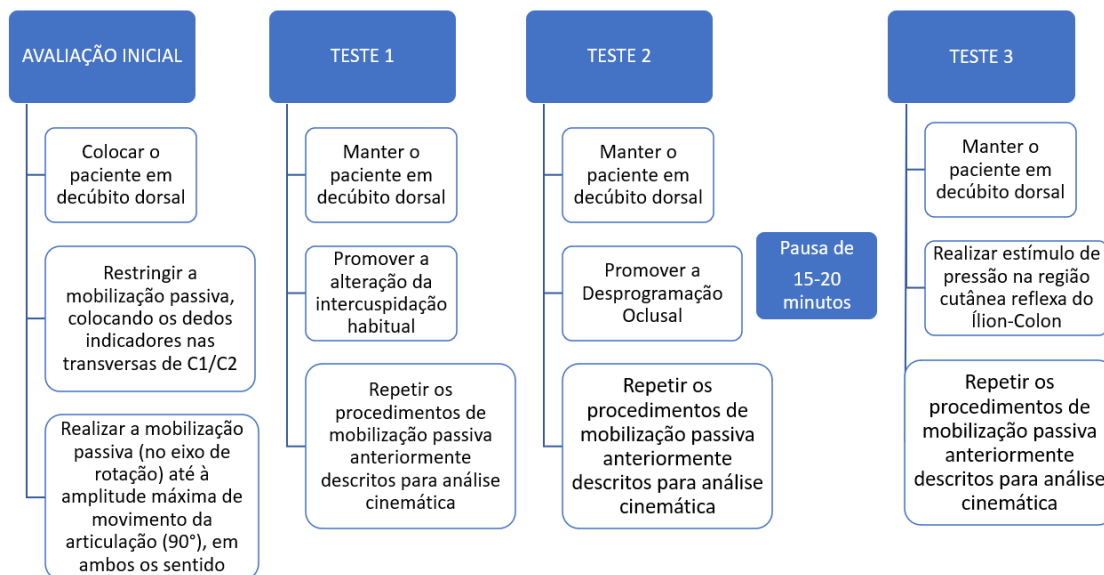 AVALIAÇÃO INICIAL
Colocar o
paciente em
decúbito dorsal
Restringir a
mobilização passiva,
colocando os dedos
indicadores nas
transversas de C1/C2
Realizar a mobilização
passiva (no eixo de
rotação) até à
amplitude máxima de
movimento da
articulação (90°), em
ambos os sentido
TESTE 1
Manter o
paciente em
decúbito dorsal
Promover a
alteração da
intercuspidação
habitual
Repetir os
procedimentos de
mobilização passiva
anteriormente
descritos para análise
cinemática
TESTE 2
Manter o
paciente em
decúbito dorsal
Promover a
Desprogramação
Oclusal
Repetir os
procedimentos de
mobilização passiva
anteriormente
descritos para análise
cinemática
Pausa de
15-20
minutos
TESTE 3
Manter o
paciente em
decúbito dorsal
Realizar estímulo de
pressão na região
cutânea reflexa do
Ílion-Colon
Repetir os
procedimentos de
mobilização passiva
anteriormente
descritos para análise
cinemática